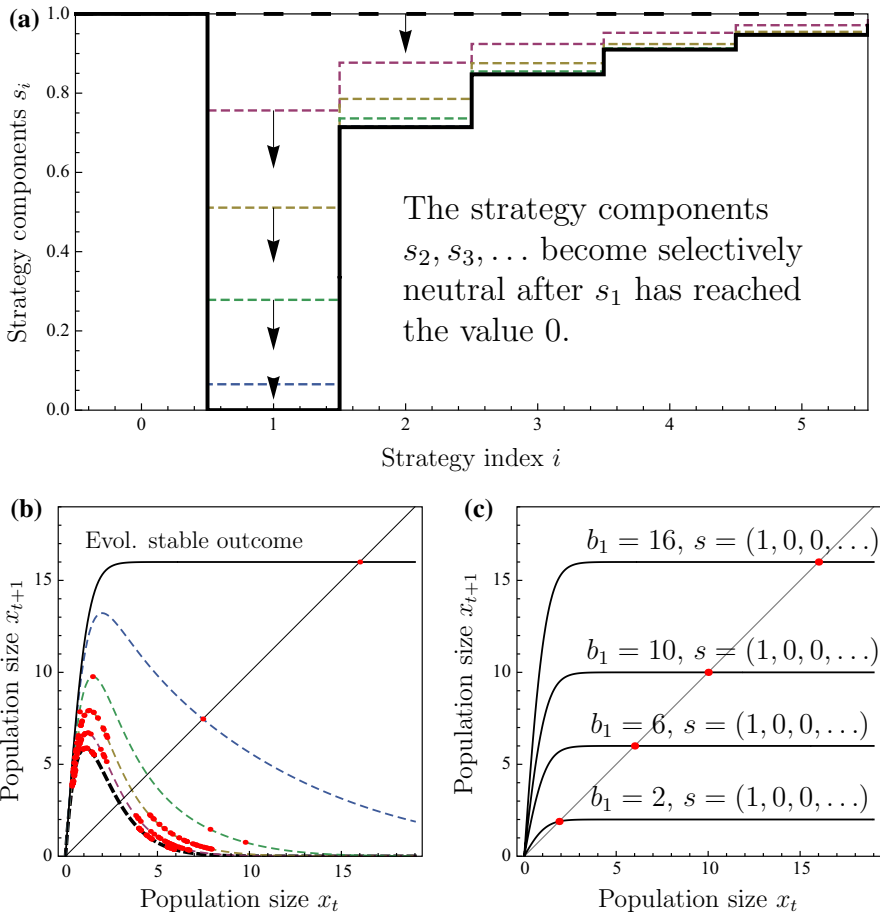 (a)
Strategy components s_i
1.0
0.8
0.6
0.4
0.2
0.0
The strategy components
s_2, s_3, … become selectively
neutral after s_1 has reached
the value 0.
0 1 2 3 4 5
Strategy index i
(b)
Population size x_{t+1}
15
10
5
0
Evol. stable outcome
0 5 10 15
Population size x_t
(c)
Population size x_{t+1}
15
10
5
0
b_1 = 16, s = (1, 0, 0, …)
b_1 = 10, s = (1, 0, 0, …)
b_1 = 6, s = (1, 0, 0, …)
b_1 = 2, s = (1, 0, 0, …)
0 5 10 15
Population size x_t